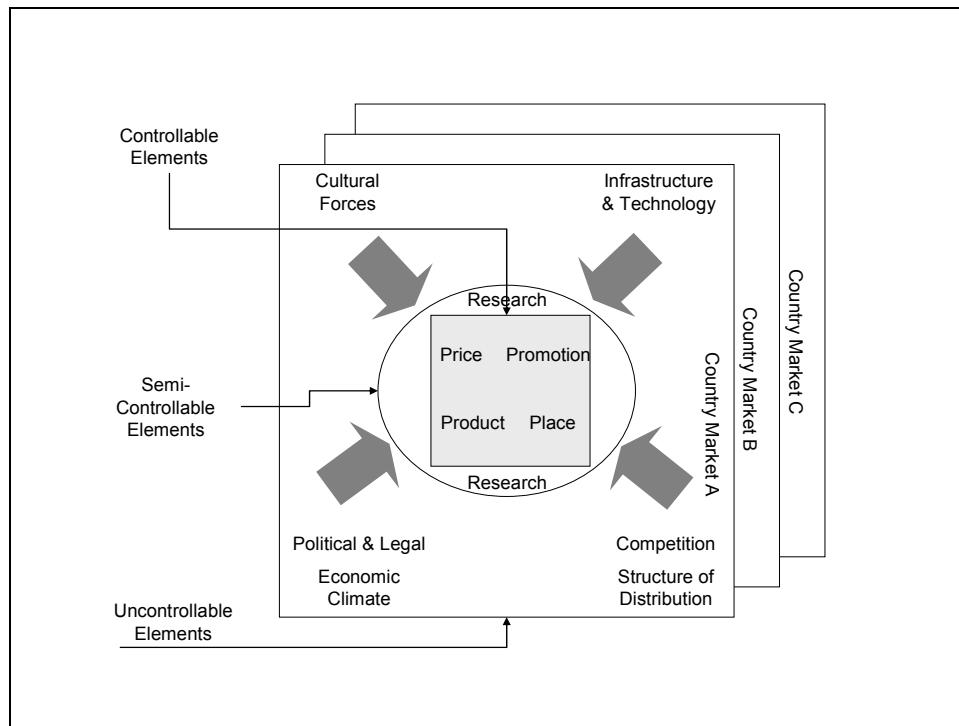 Controllable
Elements
Cultural
Forces
Infrastructure
& Technology
Research
Price Promotion
Product Place
Research
Semi-
Controllable
Elements
Country Market A
Country Market B
Country Market C
Political & Legal
Economic
Climate
Competition
Structure of
Distribution
Uncontrollable
Elements